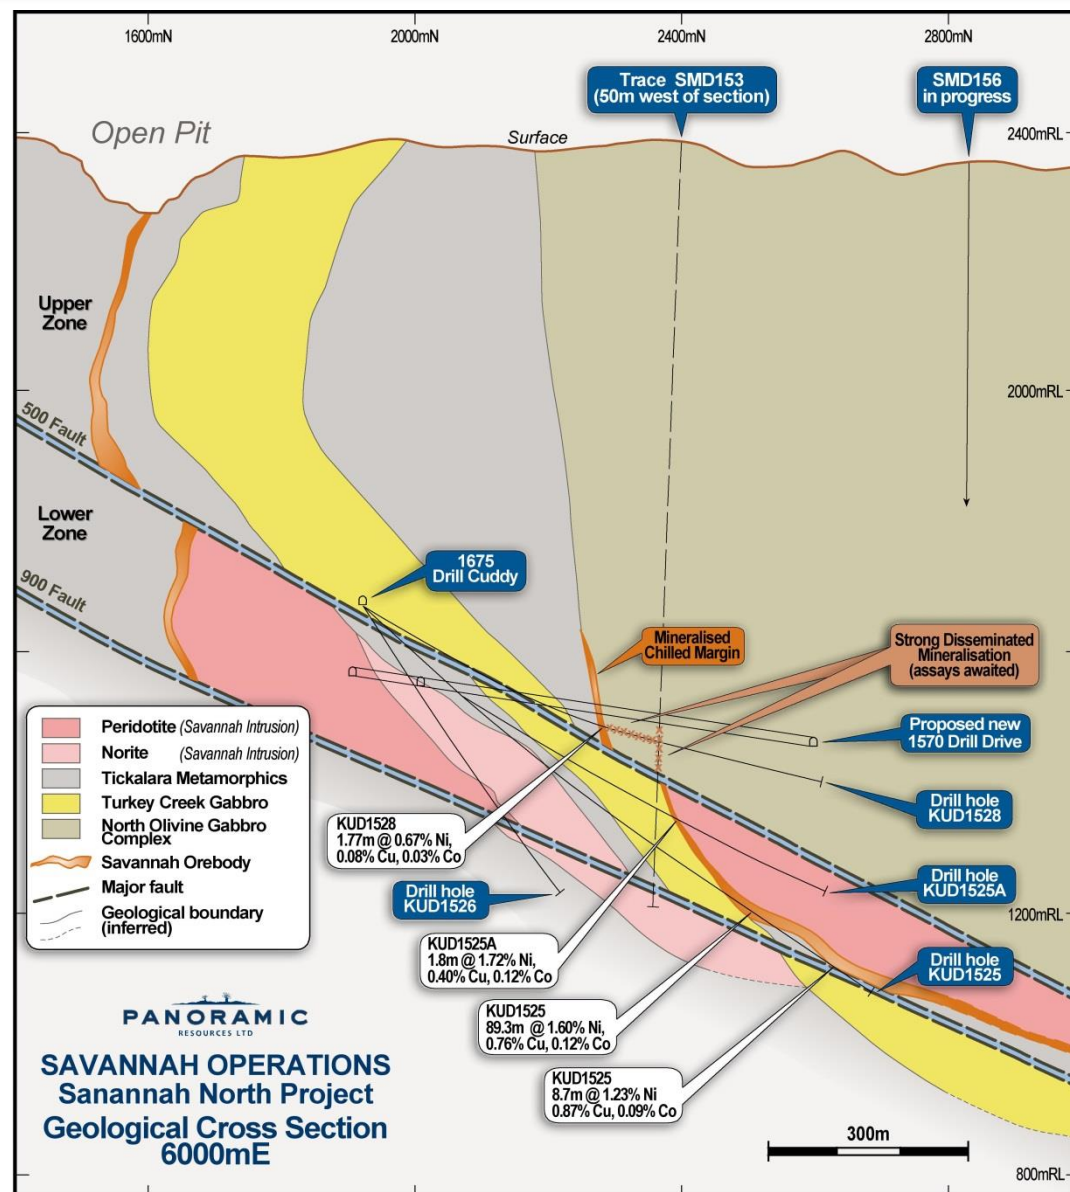 1600mN
2000mN
2400mN
2800mN
Trace SMD153
(50m west of section)
SMD156
in progress
Open Pit
Surface
2400mRL
Upper
Zone
2000mRL
500 Fault
Lower
Zone
900 Fault
1675
Drill Cuddy
Mineralised
Chilled Margin
Strong Disseminated
Mineralisation
(assays awaited)
Proposed new
1570 Drill Drive
Drill hole
KUD1528
Peridotite (Savannah Intrusion)
Norite (Savannah Intrusion)
Tickalara Metamorphics
Turkey Creek Gabbro
North Olivine Gabbro
Complex
Savannah Orebody
Major fault
Geological boundary
(inferred)
KUD1528
1.77m @ 0.67% Ni,
0.08% Cu, 0.03% Co
Drill hole
KUD1526
Drill hole
KUD1525A
1200mRL
KUD1525A
1.8m @ 1.72% Ni,
0.40% Cu, 0.12% Co
Drill hole
KUD1525
KUD1525
89.3m @ 1.60% Ni,
0.76% Cu, 0.12% Co
KUD1525
8.7m @ 1.23% Ni
0.87% Cu, 0.09% Co
PANORAMIC
RESOURCES LTD
SAVANNAH OPERATIONS
Sanannah North Project
Geological Cross Section
6000mE
300m
800mRL